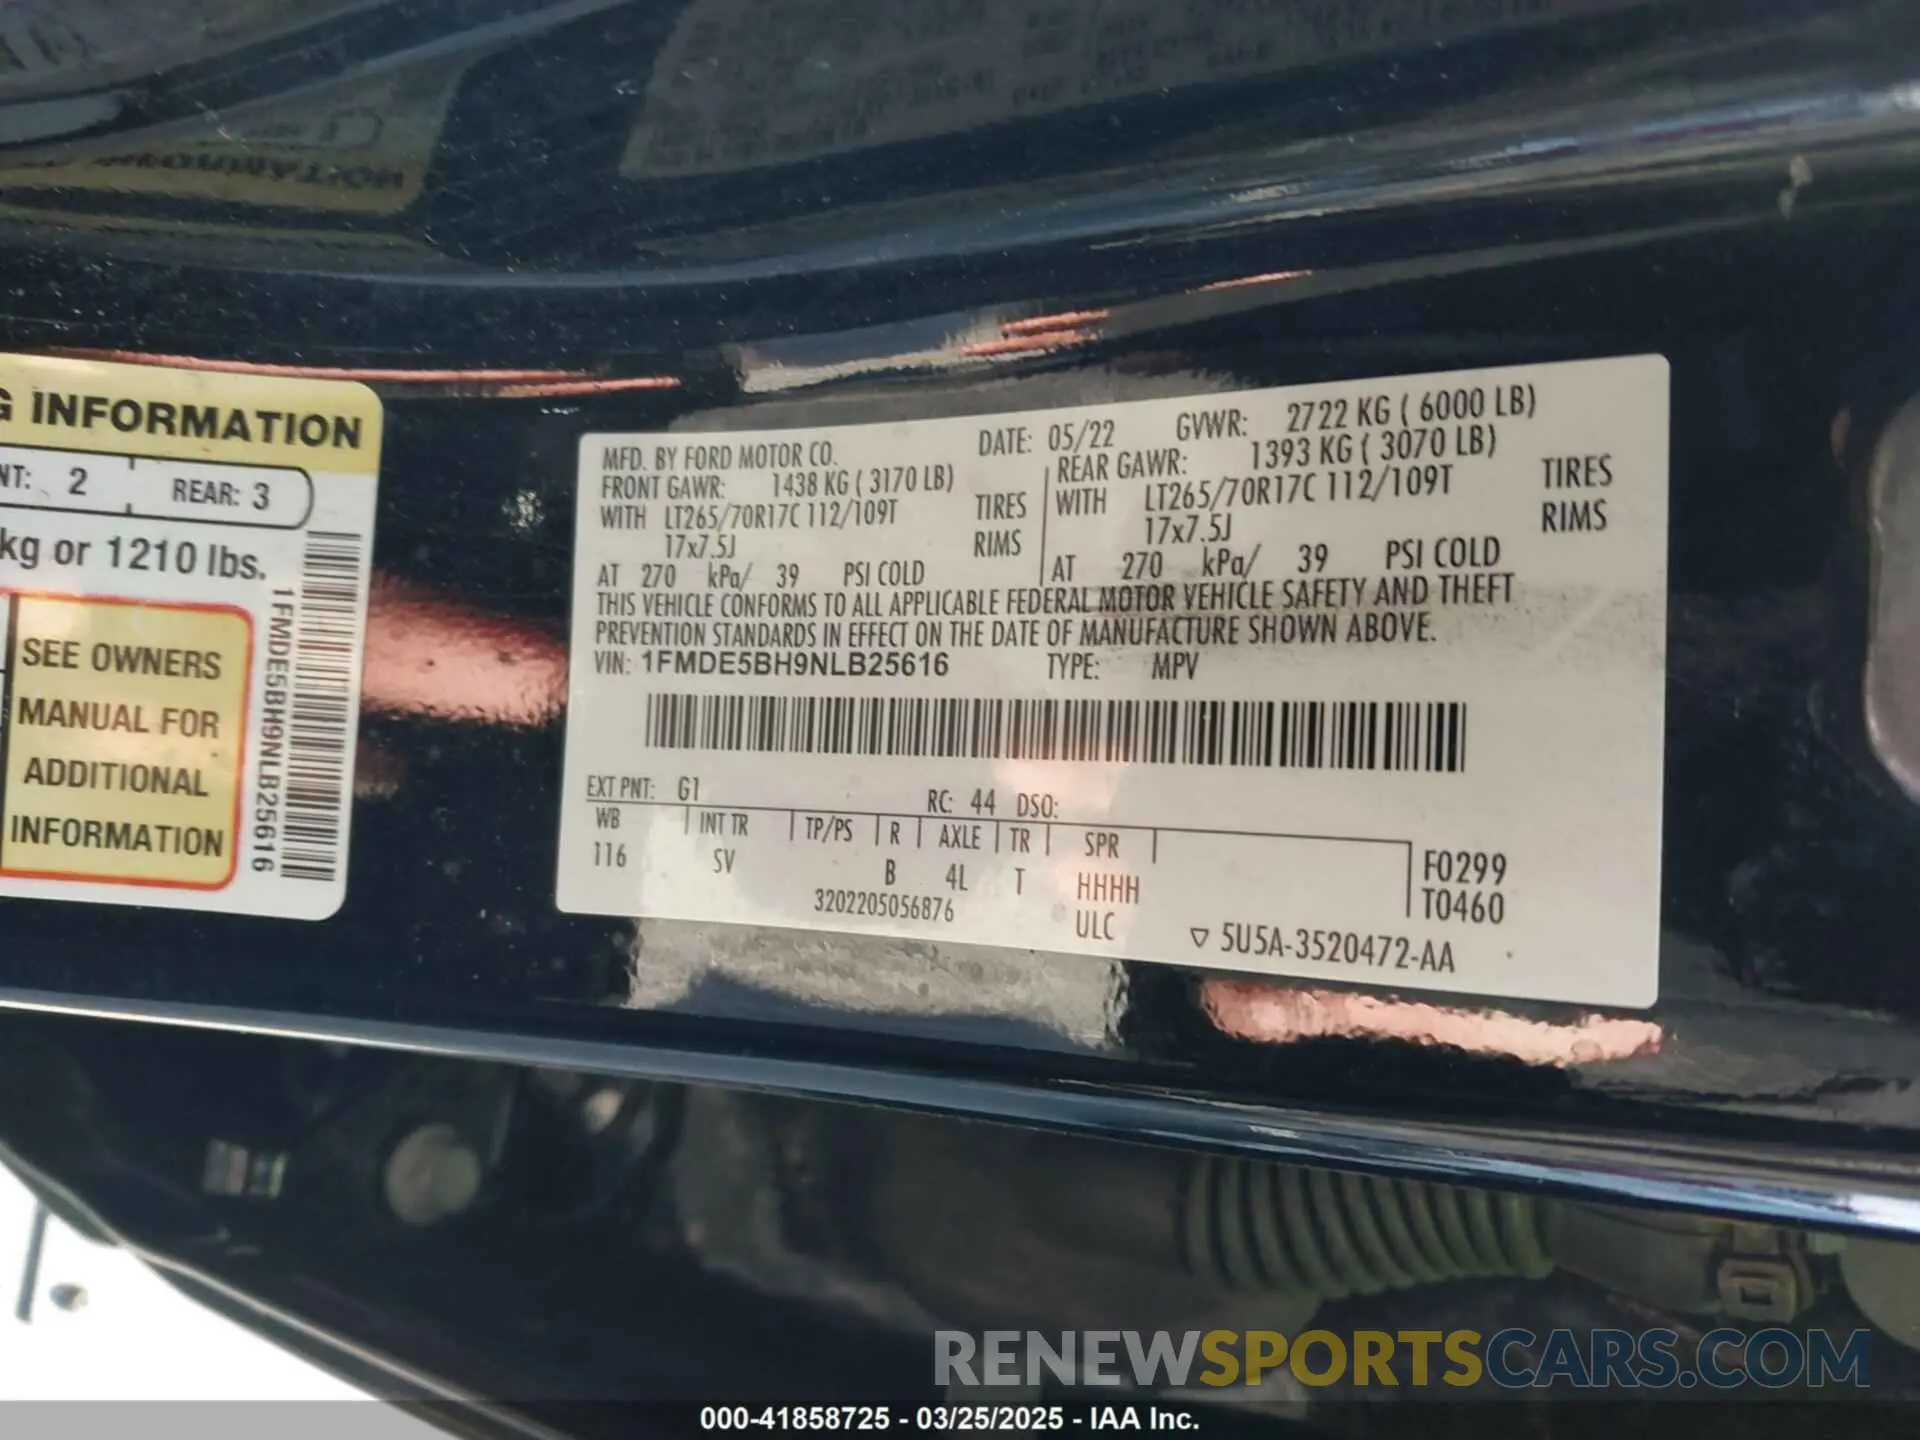 G INFORMATION
NT: 2 REAR: 3
kg or 1210 lbs.
SEE OWNERS
MANUAL FOR
ADDITIONAL
INFORMATION
1FMDE5BH9NLB25616
MFD. BY FORD MOTOR CO. DATE: 05/22 GVWR: 2722 KG ( 6000 LB)
FRONT GAWR: 1438 KG ( 3170 LB) REAR GAWR: 1393 KG ( 3070 LB)
WITH LT265/70R17C 112/109T TIRES WITH LT265/70R17C 112/109T TIRES
17x7.5J RIMS 17x7.5J RIMS
AT 270 kPa/ 39 PSI COLD AT 270 kPa/ 39 PSI COLD
THIS VEHICLE CONFORMS TO ALL APPLICABLE FEDERAL MOTOR VEHICLE SAFETY AND THEFT
PREVENTION STANDARDS IN EFFECT ON THE DATE OF MANUFACTURE SHOWN ABOVE.
VIN: 1FMDE5BH9NLB25616 TYPE: MPV
EXT PNT: G1 RC: 44 DSO:
WB INT TR TP/PS R AXLE TR SPR
116 SV B 4L T HHHH F0299
3202205056876 ULC T0460
5U5A-3520472-AA
RENEWSPORTSCARS.COM
000-41858725 - 03/25/2025 - IAA Inc.